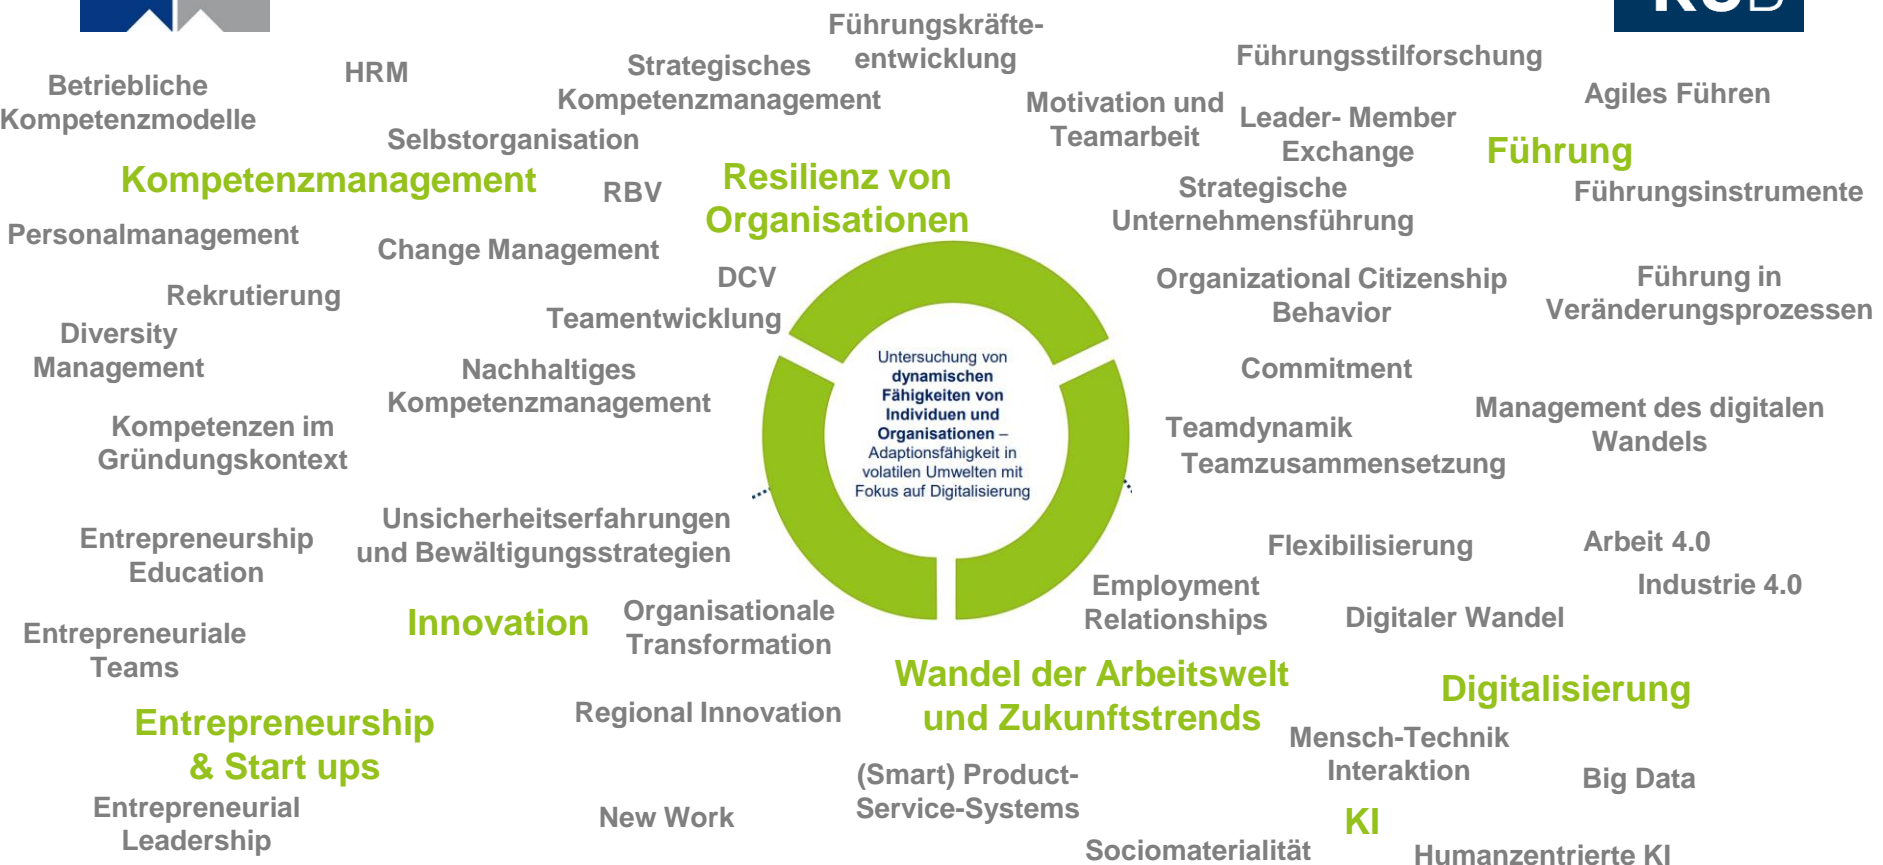 RUB
Führungskräfte-
entwicklung
Führungsstilforschung
HRM
Strategisches
Kompetenzmanagement
Betriebliche
Kompetenzmodelle
Agiles Führen
Motivation und
Teamarbeit
Leader- Member
Exchange
Selbstorganisation
Führung
Kompetenzmanagement
RBV
Resilienz von
Organisationen
Strategische
Unternehmensführung
Führungsinstrumente
Personalmanagement
Change Management
DCV
Organizational Citizenship
Behavior
Führung in
Veränderungsprozessen
Rekrutierung
Teamentwicklung
Diversity
Management
Untersuchung von
dynamischen
Fähigkeiten von
Individuen und
Organisationen –
Adaptionsfähigkeit in
volatilen Umwelten mit
Fokus auf Digitalisierung
Nachhaltiges
Kompetenzmanagement
Commitment
Management des digitalen
Wandels
Kompetenzen im
Gründungskontext
Teamdynamik
Teamzusammensetzung
Unsicherheitserfahrungen
und Bewältigungsstrategien
Entrepreneurship
Education
Flexibilisierung
Arbeit 4.0
Industrie 4.0
Employment
Relationships
Innovation
Organisationale
Transformation
Digitaler Wandel
Entrepreneuriale
Teams
Wandel der Arbeitswelt
und Zukunftstrends
Digitalisierung
Entrepreneurship
& Start ups
Regional Innovation
Mensch-Technik
Interaktion
(Smart) Product-
Service-Systems
Big Data
Entrepreneurial
Leadership
New Work
KI
Sociomaterialität
Humanzentrierte KI